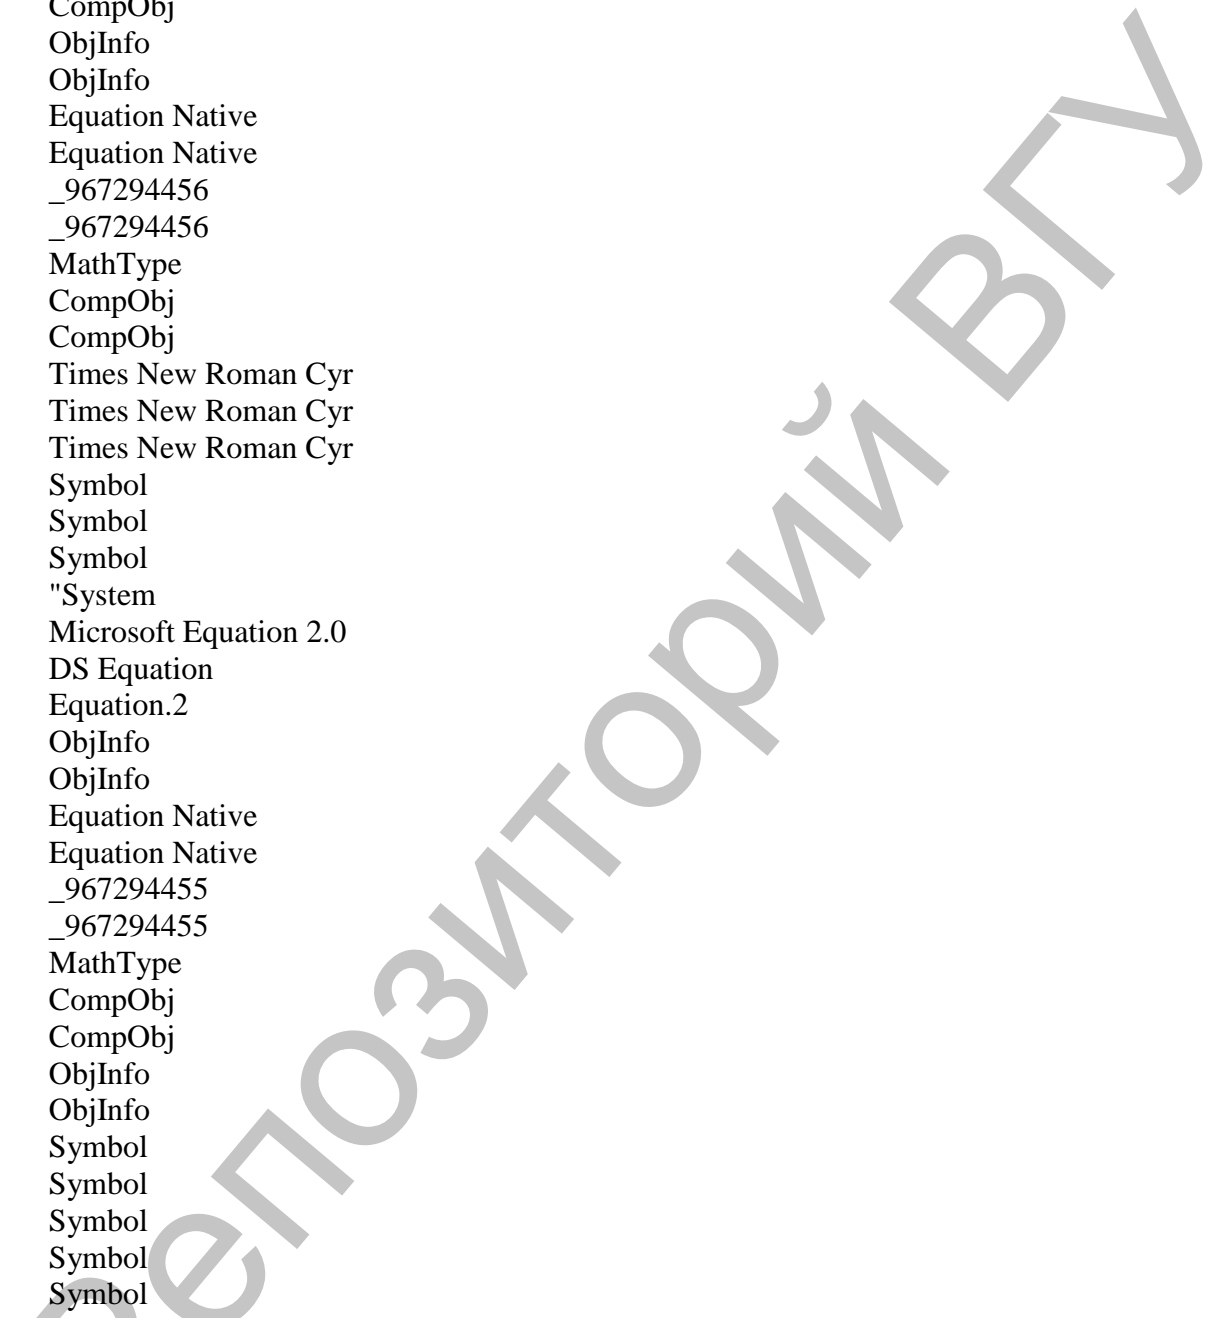 CompObj
ObjInfo
ObjInfo
Equation Native
Equation Native
_967294456
_967294456
MathType
CompObj
CompObj
Times New Roman Cyr
Times New Roman Cyr
Times New Roman Cyr
Symbol
Symbol
Symbol
"System
Microsoft Equation 2.0
DS Equation
Equation.2
ObjInfo
ObjInfo
Equation Native
Equation Native
_967294455
_967294455
MathType
CompObj
CompObj
ObjInfo
ObjInfo
Symbol
Symbol
Symbol
Symbol
Symbol
Репозиторий ВГУ